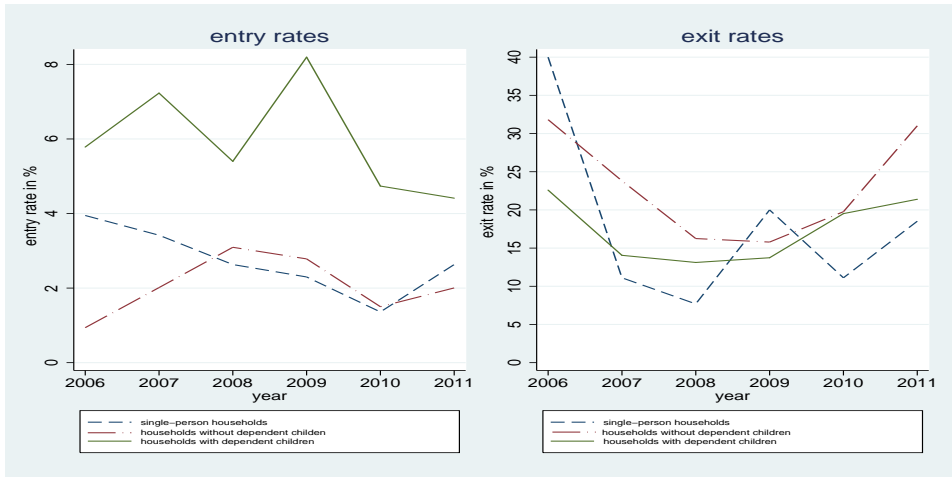 entry rates
entry rate in %
8
6
4
2
0
2006 2007 2008 2009 2010 2011
year
single-person households
households without dependent childen
households with dependent children
exit rates
exit rate in %
40
35
30
25
20
15
10
5
0
2006 2007 2008 2009 2010 2011
year
single-person households
households without dependent children
households with dependent children